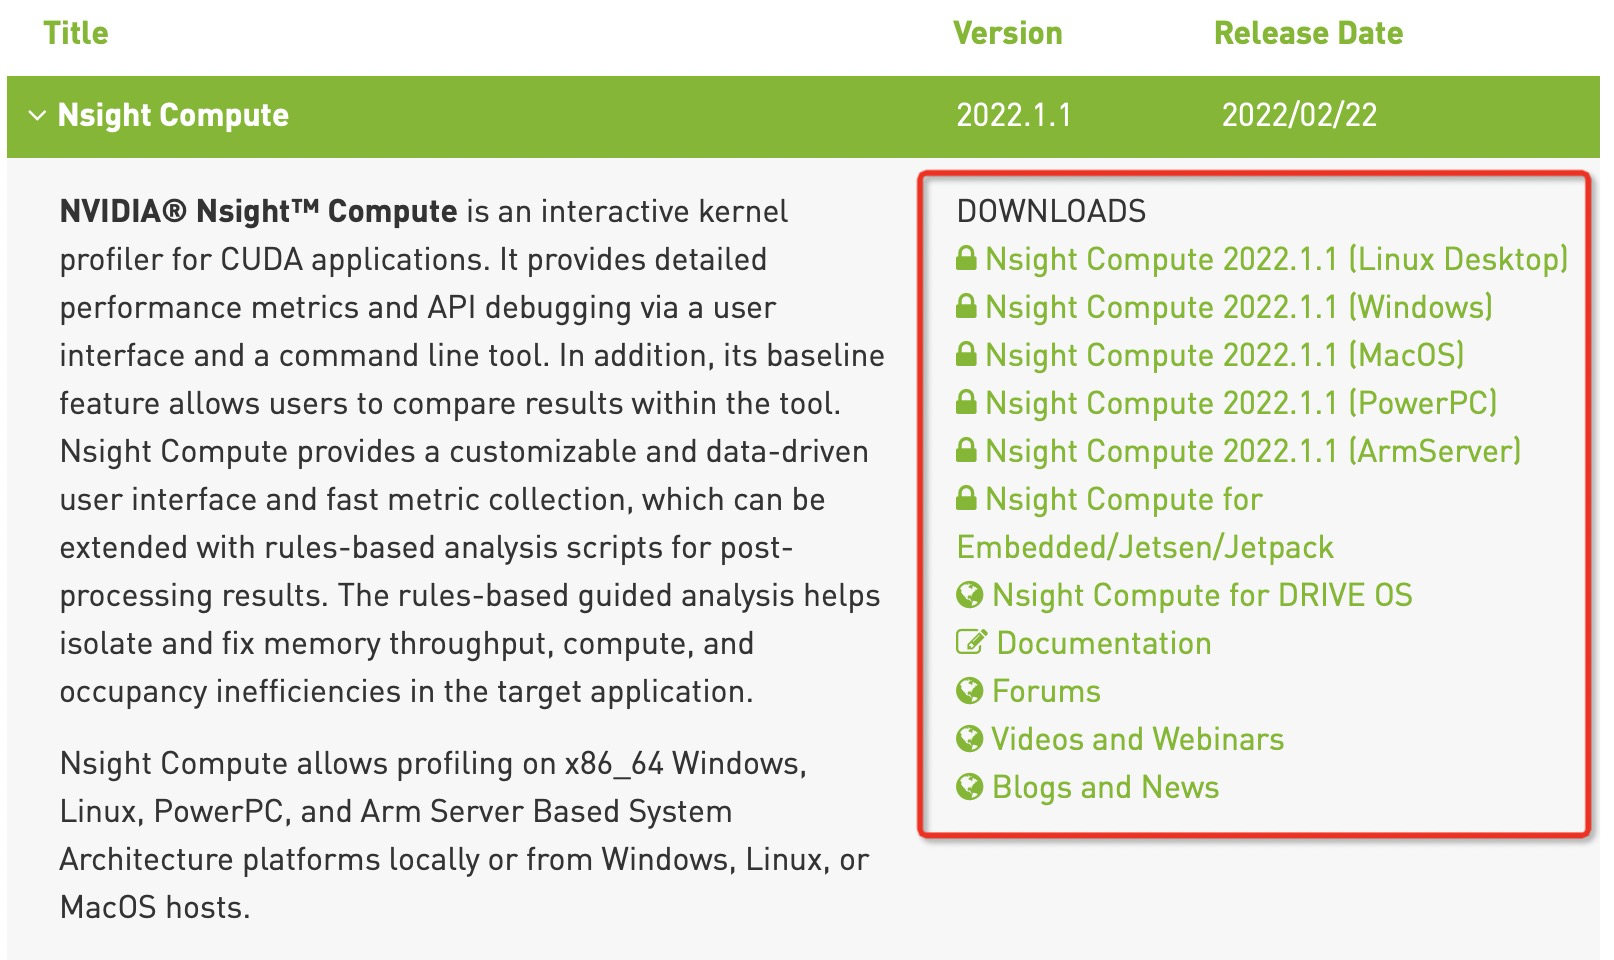 Title Version Release Date
Nsight Compute 2022.1.1 2022/02/22
NVIDIA® Nsight™ Compute is an interactive kernel
profiler for CUDA applications. It provides detailed
performance metrics and API debugging via a user
interface and a command line tool. In addition, its baseline
feature allows users to compare results within the tool.
Nsight Compute provides a customizable and data-driven
user interface and fast metric collection, which can be
extended with rules-based analysis scripts for post-
processing results. The rules-based guided analysis helps
isolate and fix memory throughput, compute, and
occupancy inefficiencies in the target application.
Nsight Compute allows profiling on x86_64 Windows,
Linux, PowerPC, and Arm Server Based System
Architecture platforms locally or from Windows, Linux, or
MacOS hosts.
DOWNLOADS
Nsight Compute 2022.1.1 (Linux Desktop)
Nsight Compute 2022.1.1 (Windows)
Nsight Compute 2022.1.1 (MacOS)
Nsight Compute 2022.1.1 (PowerPC)
Nsight Compute 2022.1.1 (ArmServer)
Nsight Compute for
Embedded/Jetsen/Jetpack
Nsight Compute for DRIVE OS
Documentation
Forums
Videos and Webinars
Blogs and News